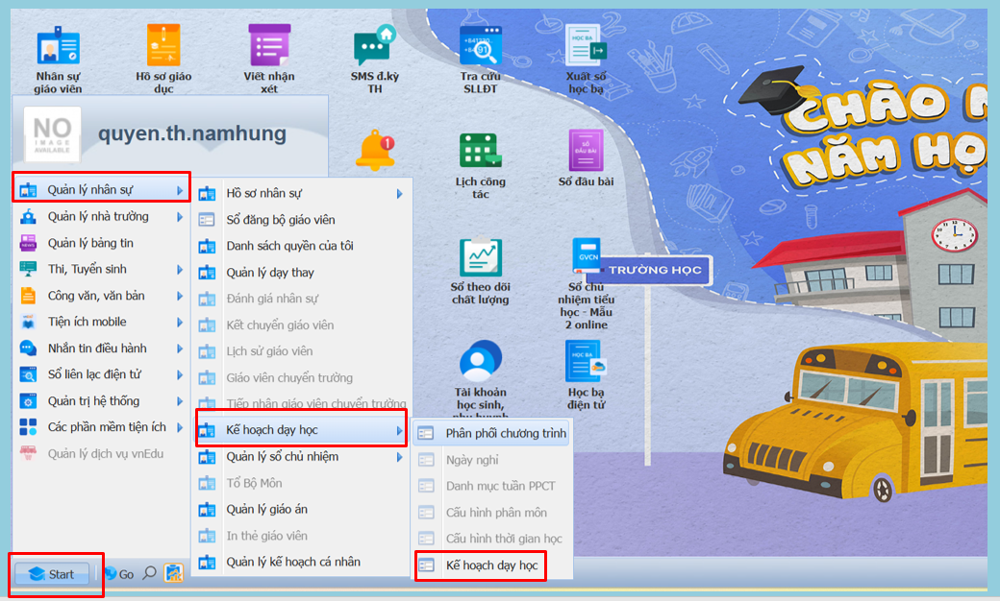 Nhân sự
giáo viên
Hồ sơ giáo
dục
Viết nhận
xét
SMS đ.ký
TH
Tra cứu
SLLĐT
Xuất sổ
học bạ
HỌC BẠ
CHÀO
NĂM HỌ
NO
IMAGE
AVAILABLE
quyen.th.namhung
1
Lịch công
tác
SỔ
ĐẦU BÀI
Sổ đầu bài
Sổ theo dõi
chất lượng
GVCN
Sổ chủ
nhiệm tiểu
học - Mẫu
2 online
TRƯỜNG HỌC
Tài khoản
học sinh,
phụ huynh
HỌC BẠ
Học bạ
điện tử
Quản lý nhân sự
Quản lý nhà trường
Quản lý bảng tin
Thi, Tuyển sinh
Công văn, văn bản
Tiện ích mobile
Nhắn tin điều hành
Sổ liên lạc điện tử
Quản trị hệ thống
Các phần mềm tiện ích
Quản lý dịch vụ vnEdu
Hồ sơ nhân sự
Sổ đăng bộ giáo viên
Danh sách quyền của tôi
Quản lý dạy thay
Đánh giá nhân sự
Kết chuyển giáo viên
Lịch sử giáo viên
Giáo viên chuyển trường
Tiếp nhận giáo viên chuyển trường
Kế hoạch dạy học
Quản lý sổ chủ nhiệm
Tổ Bộ Môn
Quản lý giáo án
In thẻ giáo viên
Quản lý kế hoạch cá nhân
Phân phối chương trình
Ngày nghỉ
Danh mục tuần PPCT
Cấu hình phân môn
Cấu hình thời gian học
Kế hoạch dạy học
Start
Go